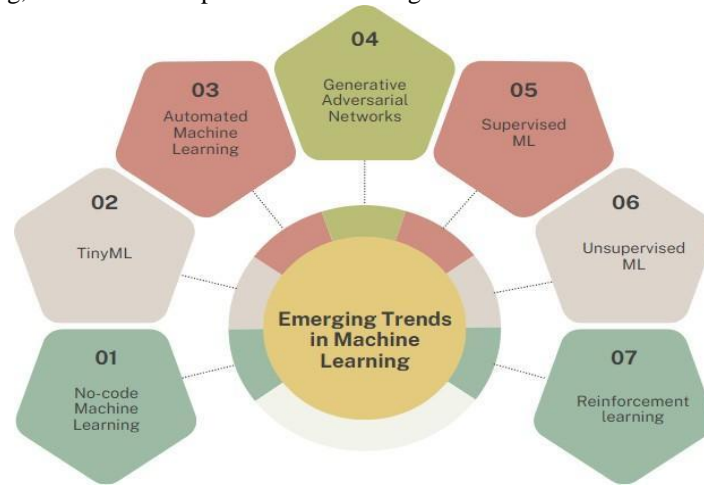 04
Generative
Adversarial
Networks
03
Automated
Machine
Learning
05
Supervised
ML
02
TinyML
06
Unsupervised
ML
Emerging Trends
in Machine
Learning
01
No-code
Machine
Learning
07
Reinforcement
learning